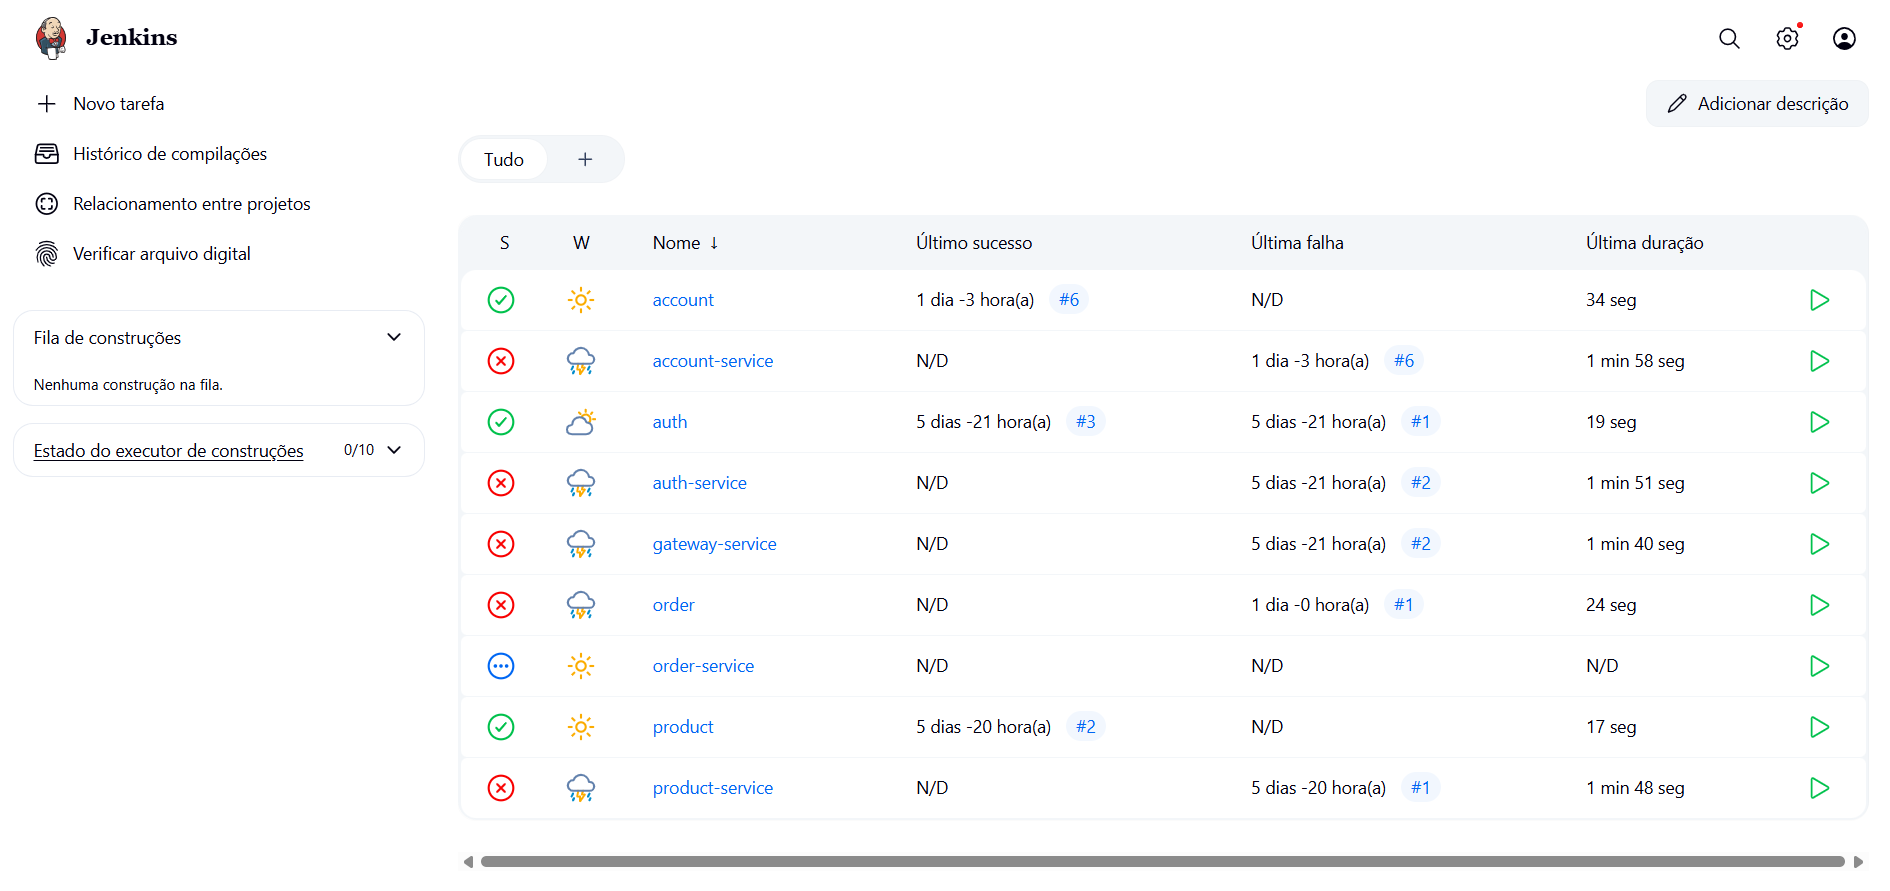 Jenkins
Novo tarefa
Histórico de compilações
Relacionamento entre projetos
Verificar arquivo digital
Fila de construções
Nenhuma construção na fila.
Estado do executor de construções 0/10
Adicionar descrição
Tudo
S W Nome ↓ Último sucesso Última falha Última duração
account 1 dia -3 hora(a) #6 N/D 34 seg
account-service N/D 1 dia -3 hora(a) #6 1 min 58 seg
auth 5 dias -21 hora(a) #3 5 dias -21 hora(a) #1 19 seg
auth-service N/D 5 dias -21 hora(a) #2 1 min 51 seg
gateway-service N/D 5 dias -21 hora(a) #2 1 min 40 seg
order N/D 1 dia -0 hora(a) #1 24 seg
order-service N/D N/D N/D
product 5 dias -20 hora(a) #2 N/D 17 seg
product-service N/D 5 dias -20 hora(a) #1 1 min 48 seg